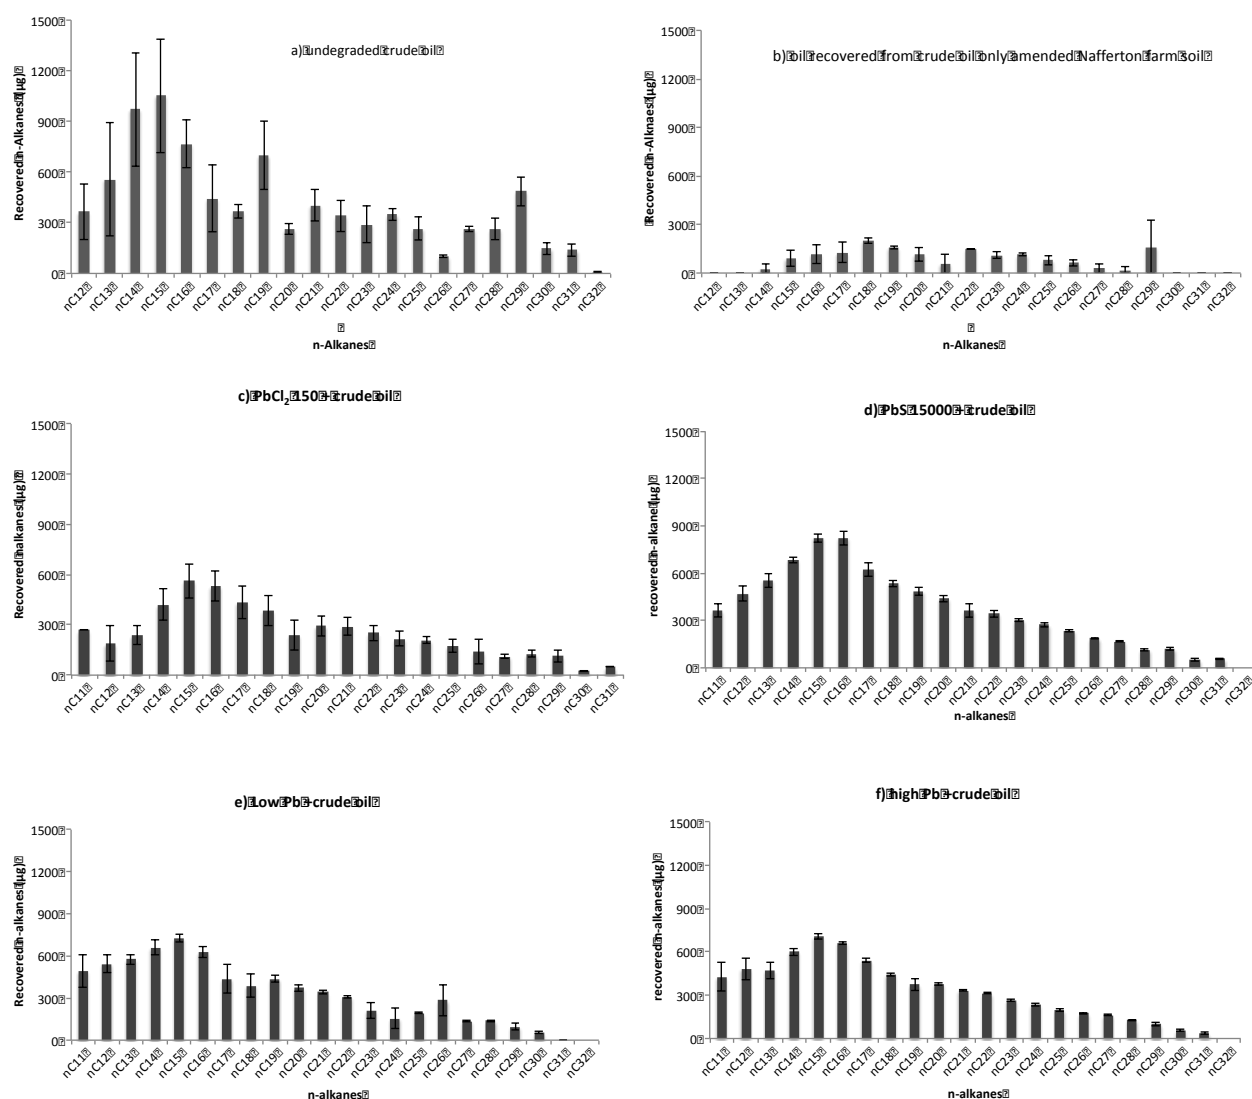 a) undegraded crude oil
Recovered n-Alkanes (µg)
1500
1200
900
600
300
0
nC12 nC13 nC14 nC15 nC16 nC17 nC18 nC19 nC20 nC21 nC22 nC23 nC24 nC25 nC26 nC27 nC28 nC29 nC30 nC31 nC32
n-Alkanes
b) oil recovered from crude oil only amended Nafferton farm soil
Recovered n-Alknaes (µg)
1500
1200
900
600
300
0
nC12 nC13 nC14 nC15 nC16 nC17 nC18 nC19 nC20 nC21 nC22 nC23 nC24 nC25 nC26 nC27 nC28 nC29 nC30 nC31 nC32
n-Alkanes
c) PbCl2 150 + crude oil
Recovered nalkanes (µg)
1500
1200
900
600
300
0
nC11 nC12 nC13 nC14 nC15 nC16 nC17 nC18 nC19 nC20 nC21 nC22 nC23 nC24 nC25 nC26 nC27 nC28 nC29 nC30 nC31
d) PbS 15000 + crude oil
recovered n-alkane (µg)
1500
1200
900
600
300
0
nC11 nC12 nC13 nC14 nC15 nC16 nC17 nC18 nC19 nC20 nC21 nC22 nC23 nC24 nC25 nC26 nC27 nC28 nC29 nC30 nC31 nC32
n-alkanes
e) Low Pb + crude oil
Recovered n-alkanes (µg)
1500
1200
900
600
300
0
nC11 nC12 nC13 nC14 nC15 nC16 nC17 nC18 nC19 nC20 nC21 nC22 nC23 nC24 nC25 nC26 nC27 nC28 nC29 nC30 nC31 nC32
n-alkanes
f) high Pb + crude oil
recovered n-alkanes (µg)
1500
1200
900
600
300
0
nC11 nC12 nC13 nC14 nC15 nC16 nC17 nC18 nC19 nC20 nC21 nC22 nC23 nC24 nC25 nC26 nC27 nC28 nC29 nC30 nC31 nC32
n-alkanes